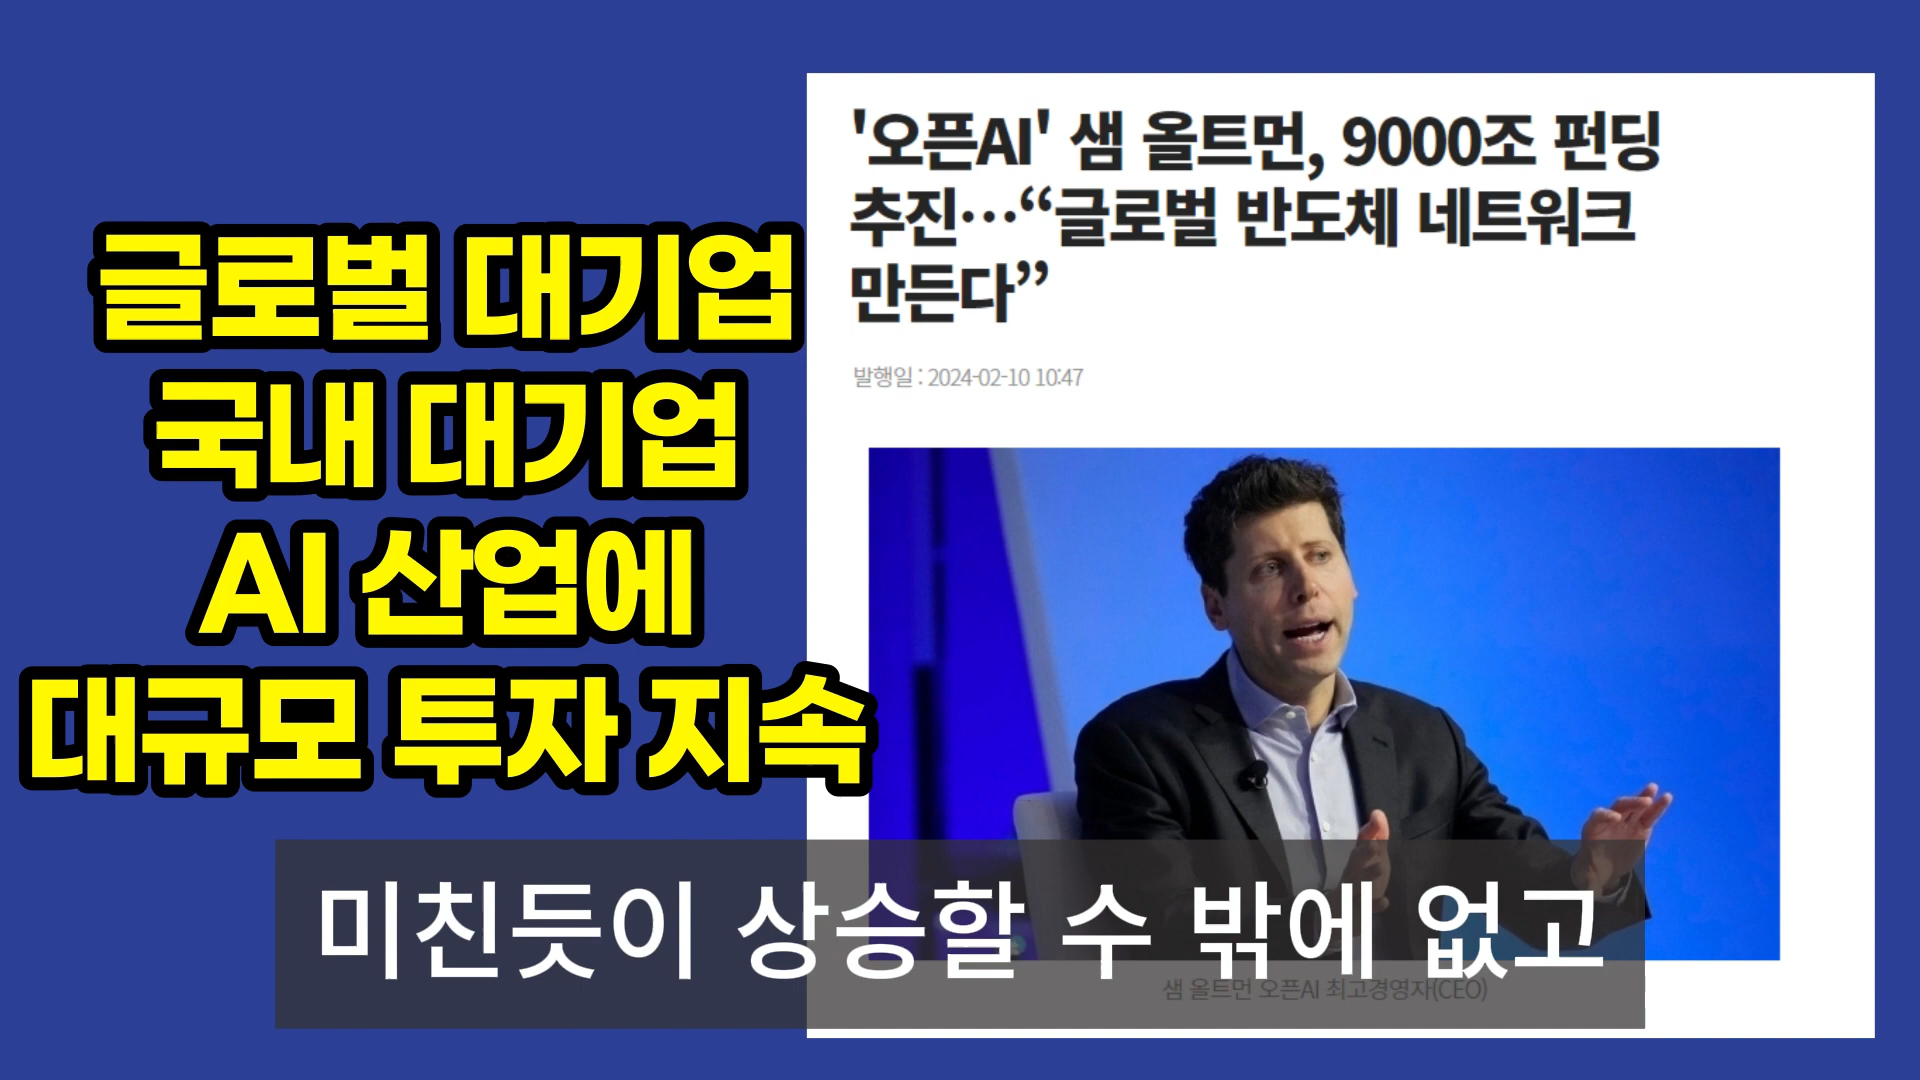 글로벌 대기업
국내 대기업
AI 산업에
대규모 투자 지속
'오픈AI' 샘 올트먼, 9000조 펀딩
추진…“글로벌 반도체 네트워크
만든다”
발행일 : 2024-02-10 10:47
미친듯이 상승할 수 밖에 없고
샘 올트먼 오픈AI 최고경영자(CEO)